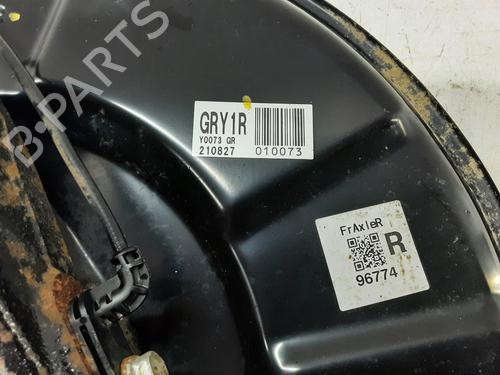 B-PARTS
GRY1R
Y0073 QR
210827 010073
FrAxleR
R
96774